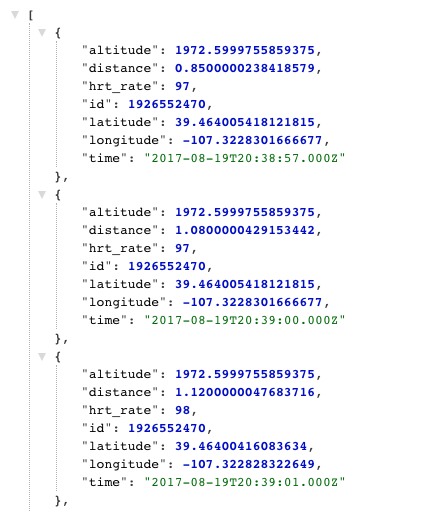 [
{
"altitude": 1972.5999755859375,
"distance": 0.8500000238418579,
"hrt_rate": 97,
"id": 1926552470,
"latitude": 39.464005418121815,
"longitude": -107.3228301666677,
"time": "2017-08-19T20:38:57.000Z"
},
{
"altitude": 1972.5999755859375,
"distance": 1.0800000429153442,
"hrt_rate": 97,
"id": 1926552470,
"latitude": 39.464005418121815,
"longitude": -107.3228301666677,
"time": "2017-08-19T20:39:00.000Z"
},
{
"altitude": 1972.5999755859375,
"distance": 1.1200000047683716,
"hrt_rate": 98,
"id": 1926552470,
"latitude": 39.46400416083634,
"longitude": -107.322828322649,
"time": "2017-08-19T20:39:01.000Z"
},